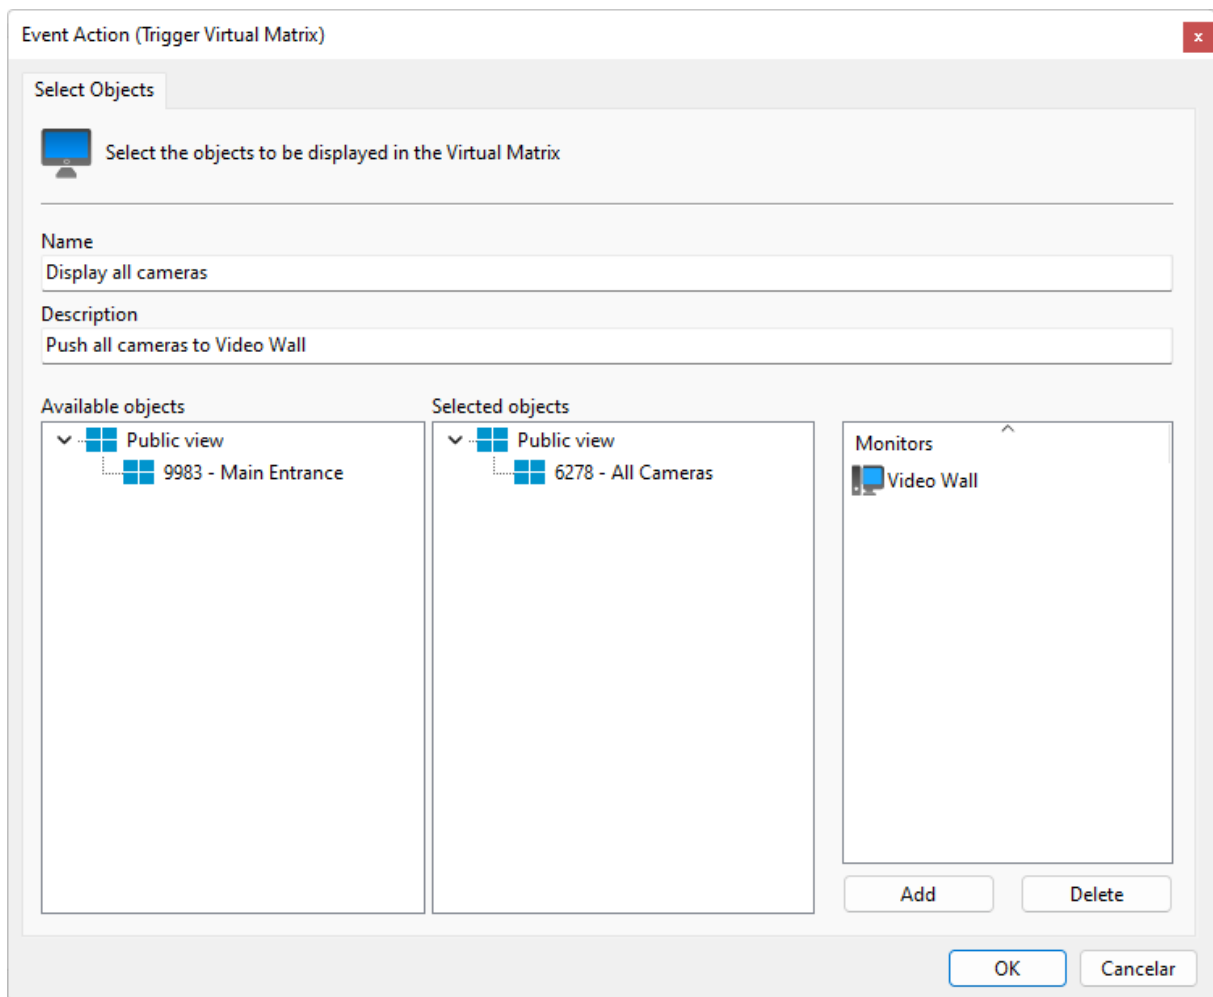 Event Action (Trigger Virtual Matrix)
x
Select Objects
Select the objects to be displayed in the Virtual Matrix
Name
Display all cameras
Description
Push all cameras to Video Wall
Available objects
Public view
9983 - Main Entrance
Selected objects
Public view
6278 - All Cameras
Monitors
Video Wall
Add
Delete
OK
Cancelar